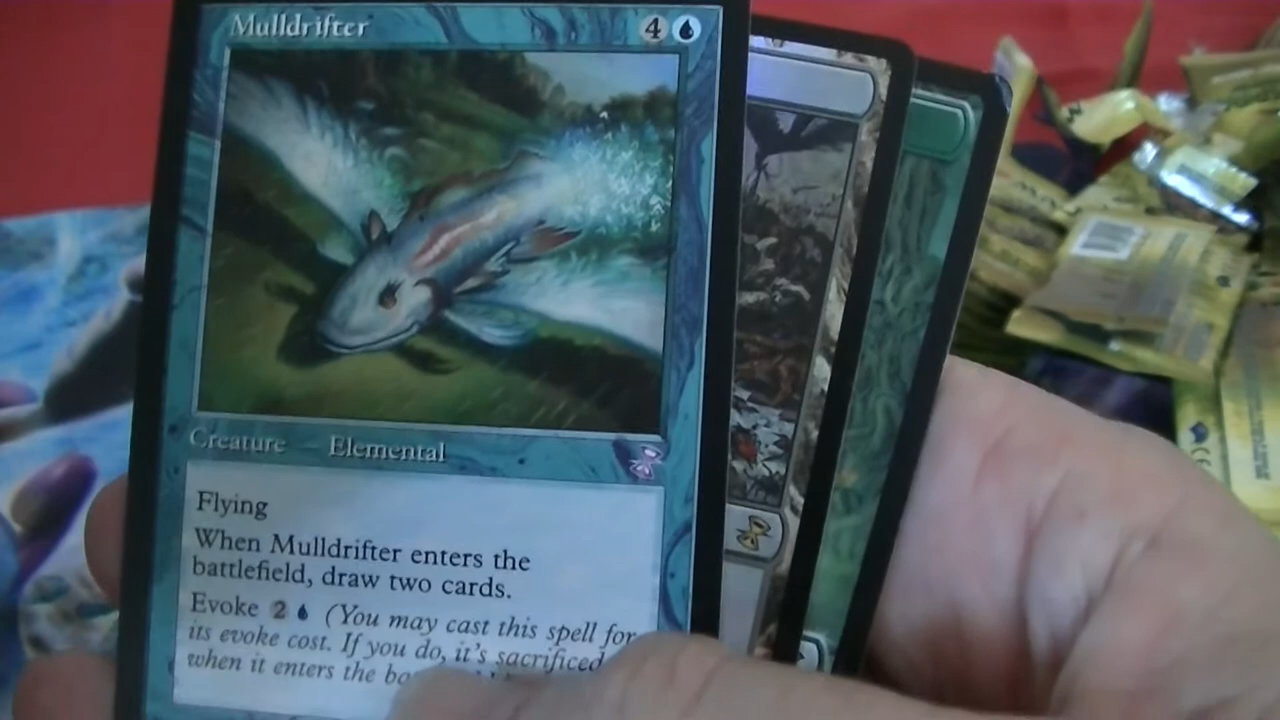 Mulldrifter 4
Creature — Elemental
Flying
When Mulldrifter enters the
battlefield, draw two cards.
Evoke 2 (You may cast this spell for
its evoke cost. If you do, it's sacrificed
when it enters the